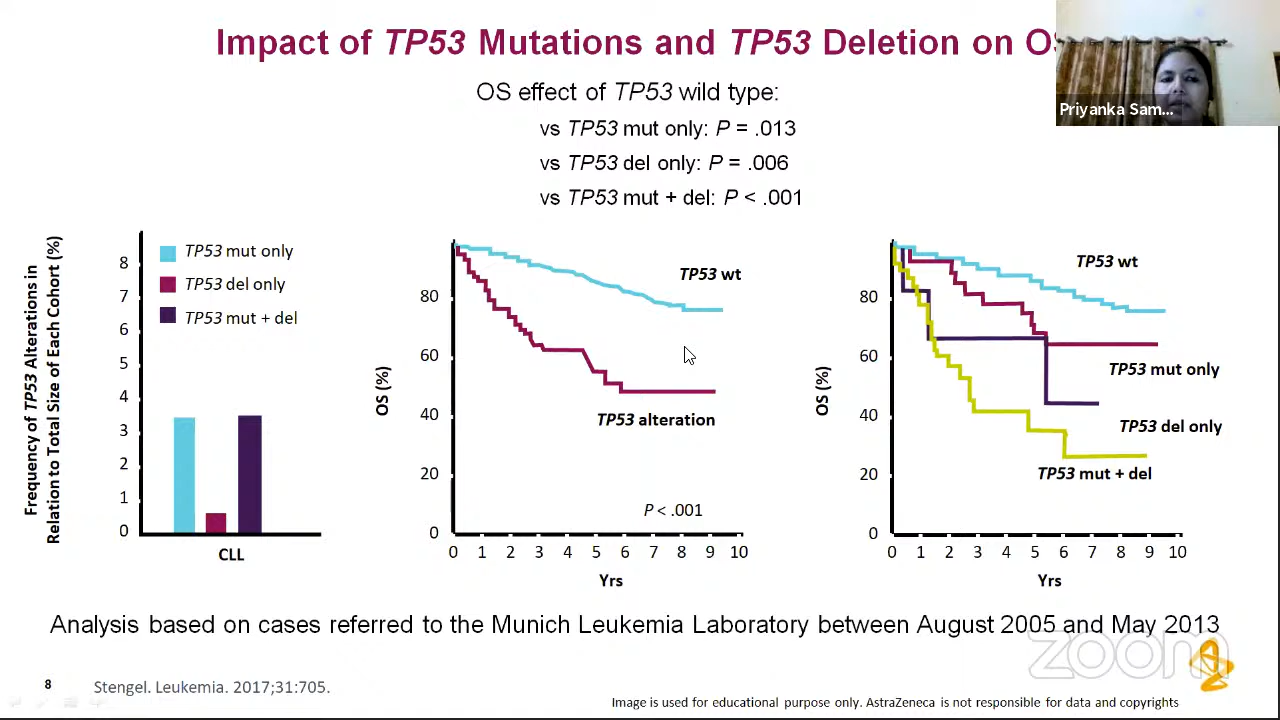 Impact of TP53 Mutations and TP53 Deletion on OS
Priyanka Sam...
OS effect of TP53 wild type:
vs TP53 mut only: P = .013
vs TP53 del only: P = .006
vs TP53 mut + del: P < .001
Frequency of TP53 Alterations in
Relation to Total Size of Each Cohort (%)
8
7
6
5
4
3
2
1
0
TP53 mut only
TP53 del only
TP53 mut + del
CLL
OS (%)
80
60
40
20
0
TP53 wt
TP53 alteration
P < .001
0 1 2 3 4 5 6 7 8 9 10
Yrs
OS (%)
80
60
40
20
0
TP53 wt
TP53 mut only
TP53 del only
TP53 mut + del
0 1 2 3 4 5 6 7 8 9 10
Yrs
Analysis based on cases referred to the Munich Leukemia Laboratory between August 2005 and May 2013
zoom
8
Stengel. Leukemia. 2017;31:705.
Image is used for educational purpose only. AstraZeneca is not responsible for data and copyrights